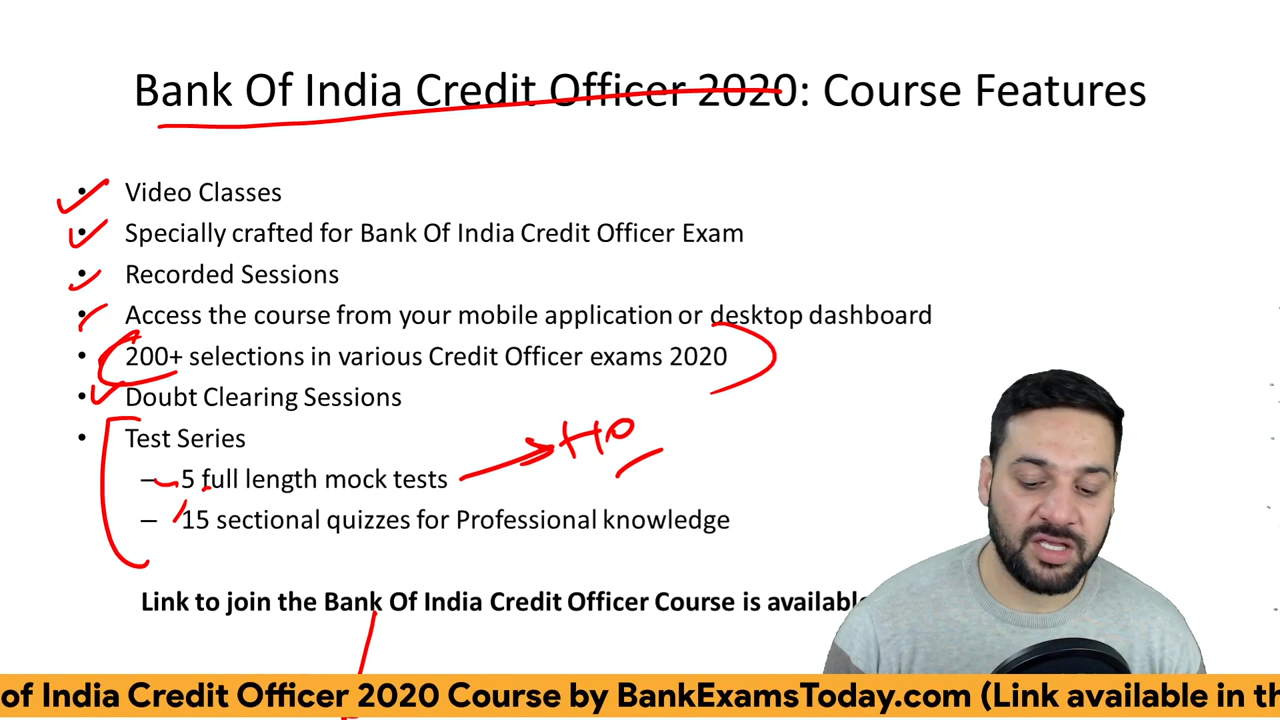 Bank Of India Credit Officer 2020: Course Features
• Video Classes
• Specially crafted for Bank Of India Credit Officer Exam
• Recorded Sessions
• Access the course from your mobile application or desktop dashboard
• 200+ selections in various Credit Officer exams 2020
• Doubt Clearing Sessions
• Test Series
– 5 full length mock tests
– 15 sectional quizzes for Professional knowledge
Link to join the Bank Of India Credit Officer Course is available
of India Credit Officer 2020 Course by BankExamsToday.com (Link available in th